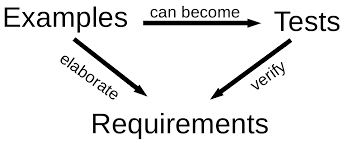 Examples
can become
Tests
elaborate
verify
Requirements